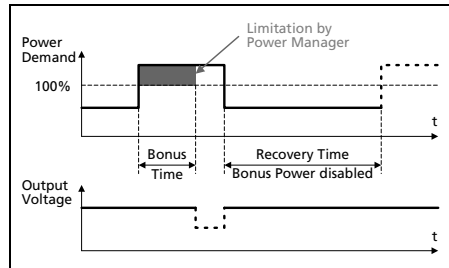 Power
Demand
Limitation by
Power Manager
100%
t
Bonus
Time
Recovery Time
Bonus Power disabled
Output
Voltage
t